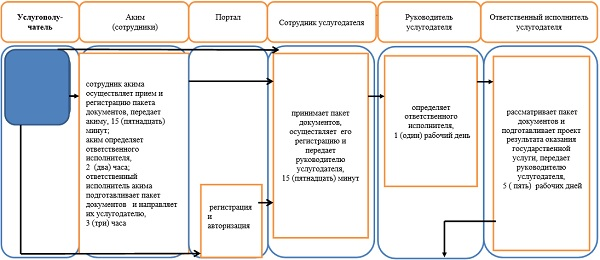 Услугополу-
чатель
Аким
(сотрудники)
Портал
Сотрудник услугодателя
Руководитель
услугодателя
Ответственный исполнитель
услугодателя
сотрудник акима
осуществляет прием и
регистрацию пакета
документов, передает
акиму, 15 (пятнадцать)
минут;
аким определяет
ответственного
исполнителя,
2 (два) часа;
ответственный
исполнитель акима
подготавливает пакет
документов и направляет
их услугодателю,
3 (три) часа
регистрация
и
авторизация
принимает пакет
документов,
осуществляет его
регистрацию и
передает
руководителю
услугодателя,
15 (пятнадцать) минут
определяет
ответственного
исполнителя,
1 (один) рабочий день
рассматривает пакет
документов и
подготавливает проект
результата оказания
государственной
услуги, передает
руководителю
услугодателя,
5 ( пять) рабочих дней